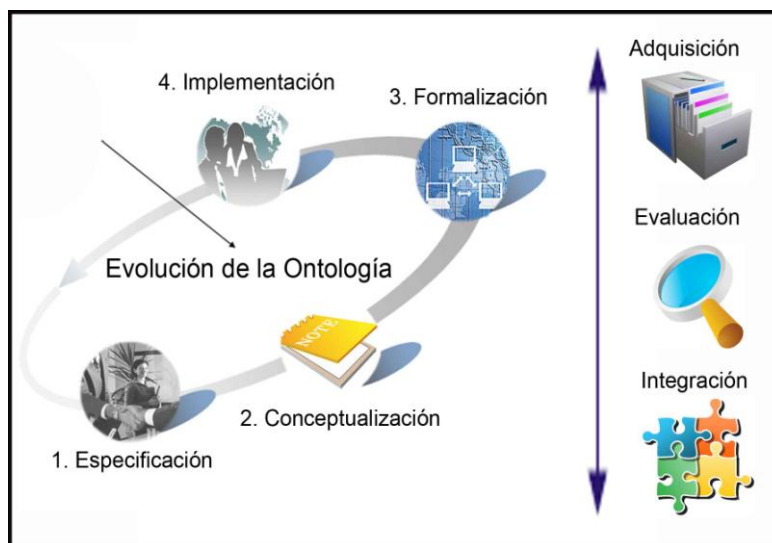 4. Implementación
3. Formalización
Evolución de la Ontología
NOTE
2. Conceptualización
1. Especificación
Adquisición
Evaluación
Integración